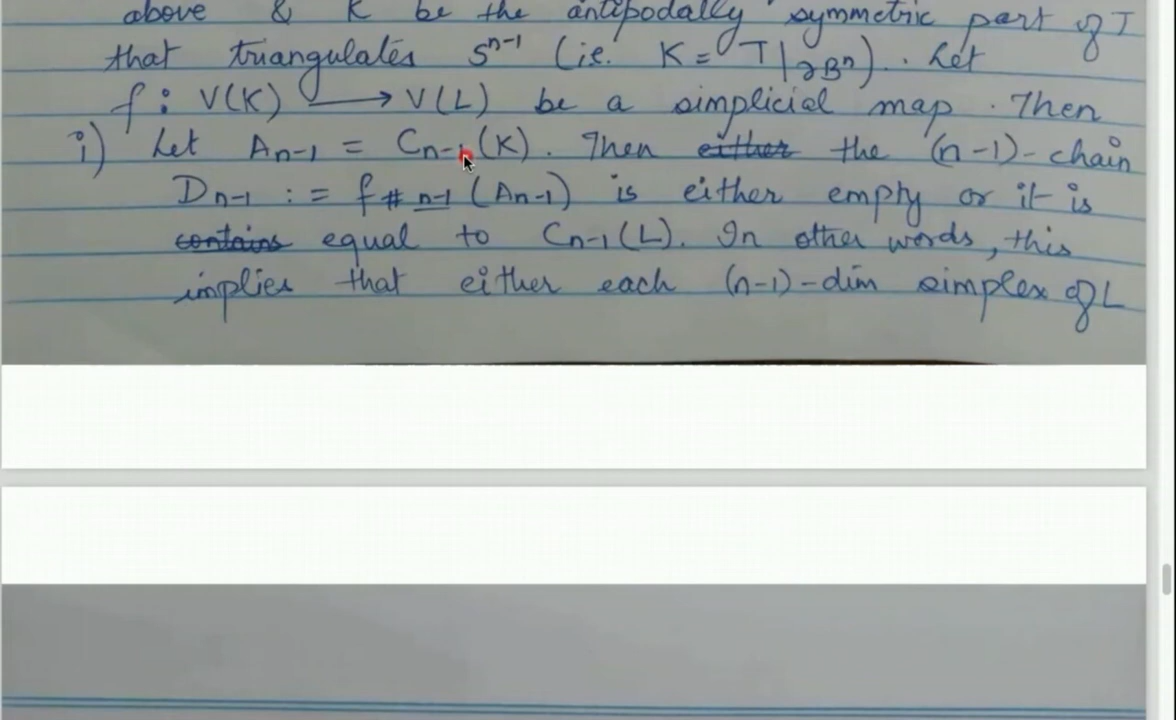 above & K be the antipodally symmetric part of T
that triangulates S^{n-1} (ie. K = T|∂B^n). Let
f : V(K) ⟶ V(L) be a simplicial map. Then
i) Let A_{n-1} = C_{n-1}(K). Then ~~either~~ the (n-1)-chain
D_{n-1} := f_{# n-1} (A_{n-1}) is either empty or it is
~~contains~~ equal to C_{n-1}(L). In other words, this
implies that either each (n-1)-dim simplex of L